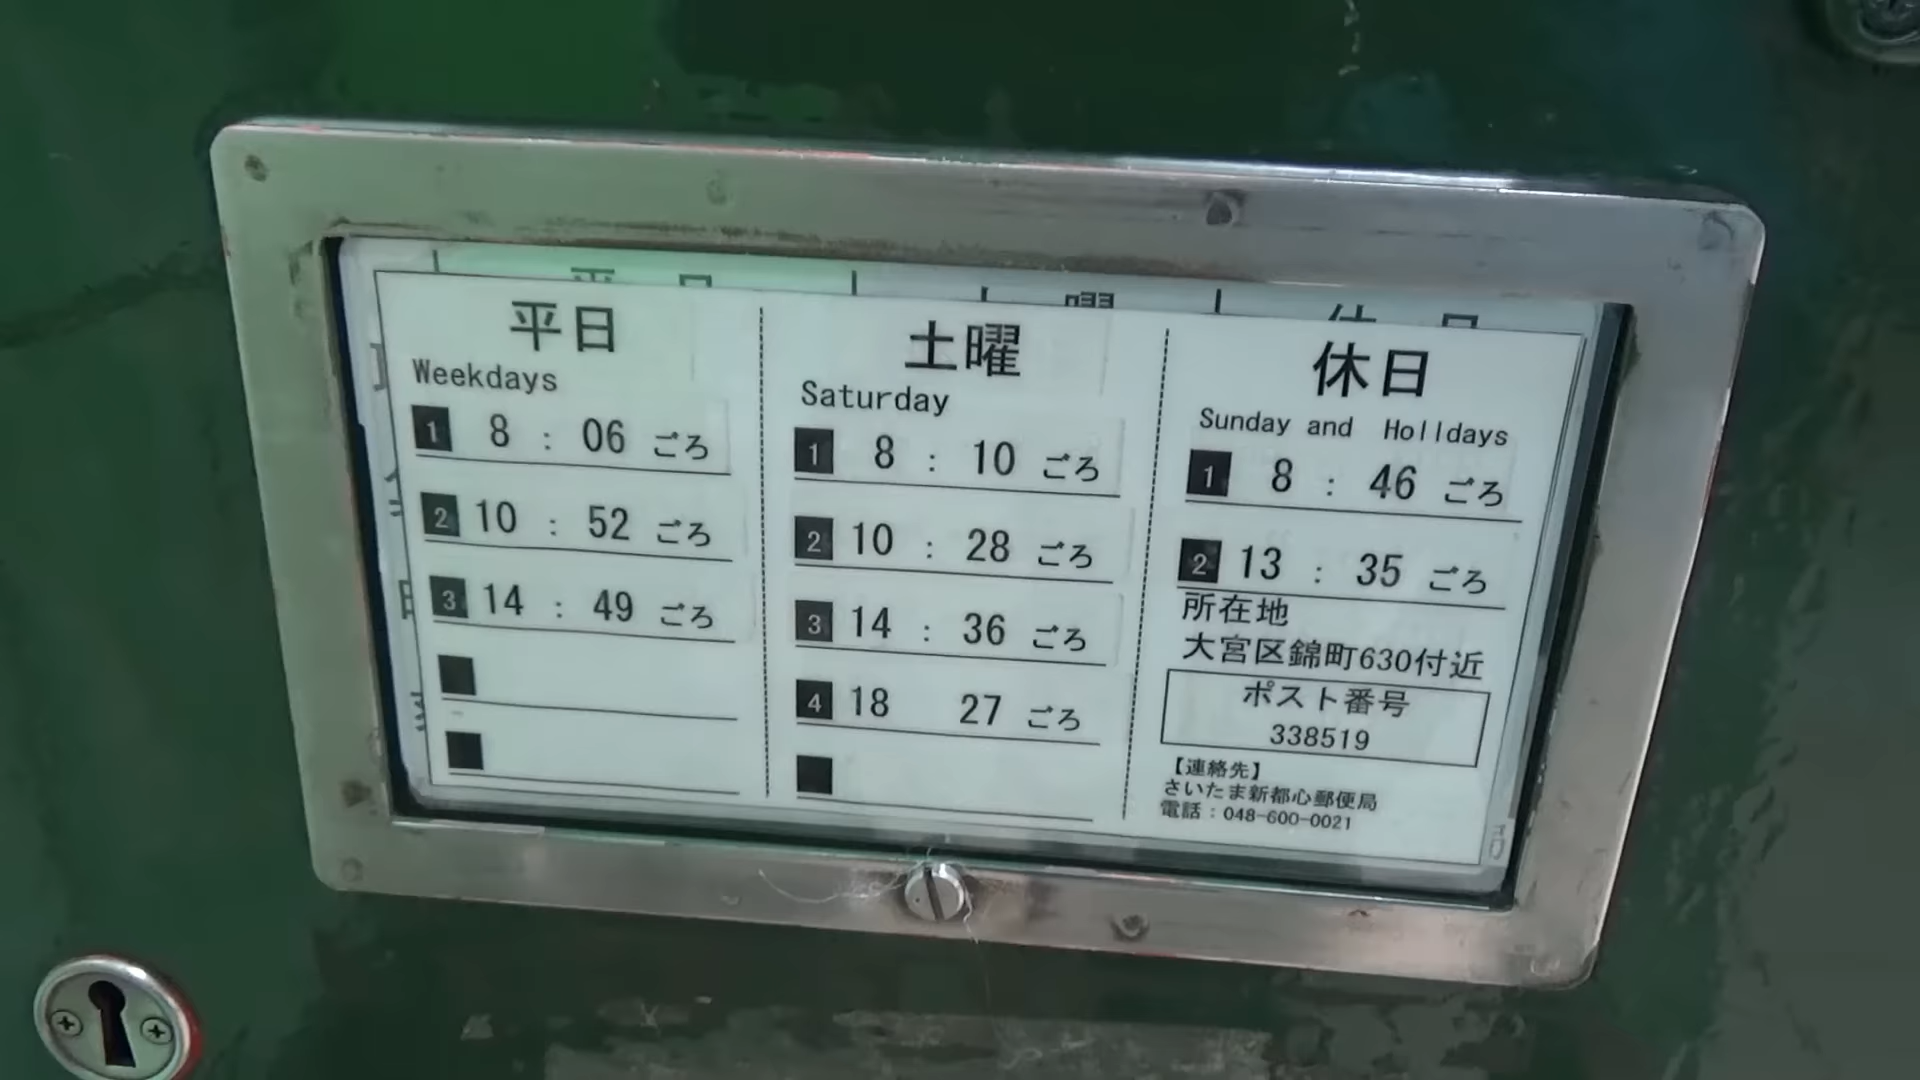 平日
Weekdays
1 8 : 06 ごろ
2 10 : 52 ごろ
3 14 : 49 ごろ
土曜
Saturday
1 8 : 10 ごろ
2 10 : 28 ごろ
3 14 : 36 ごろ
4 18 27 ごろ
休日
Sunday and Holldays
1 8 : 46 ごろ
2 13 : 35 ごろ
所在地
大宮区錦町630付近
ポスト番号
338519
【連絡先】
さいたま新都心郵便局
電話：048-600-0021